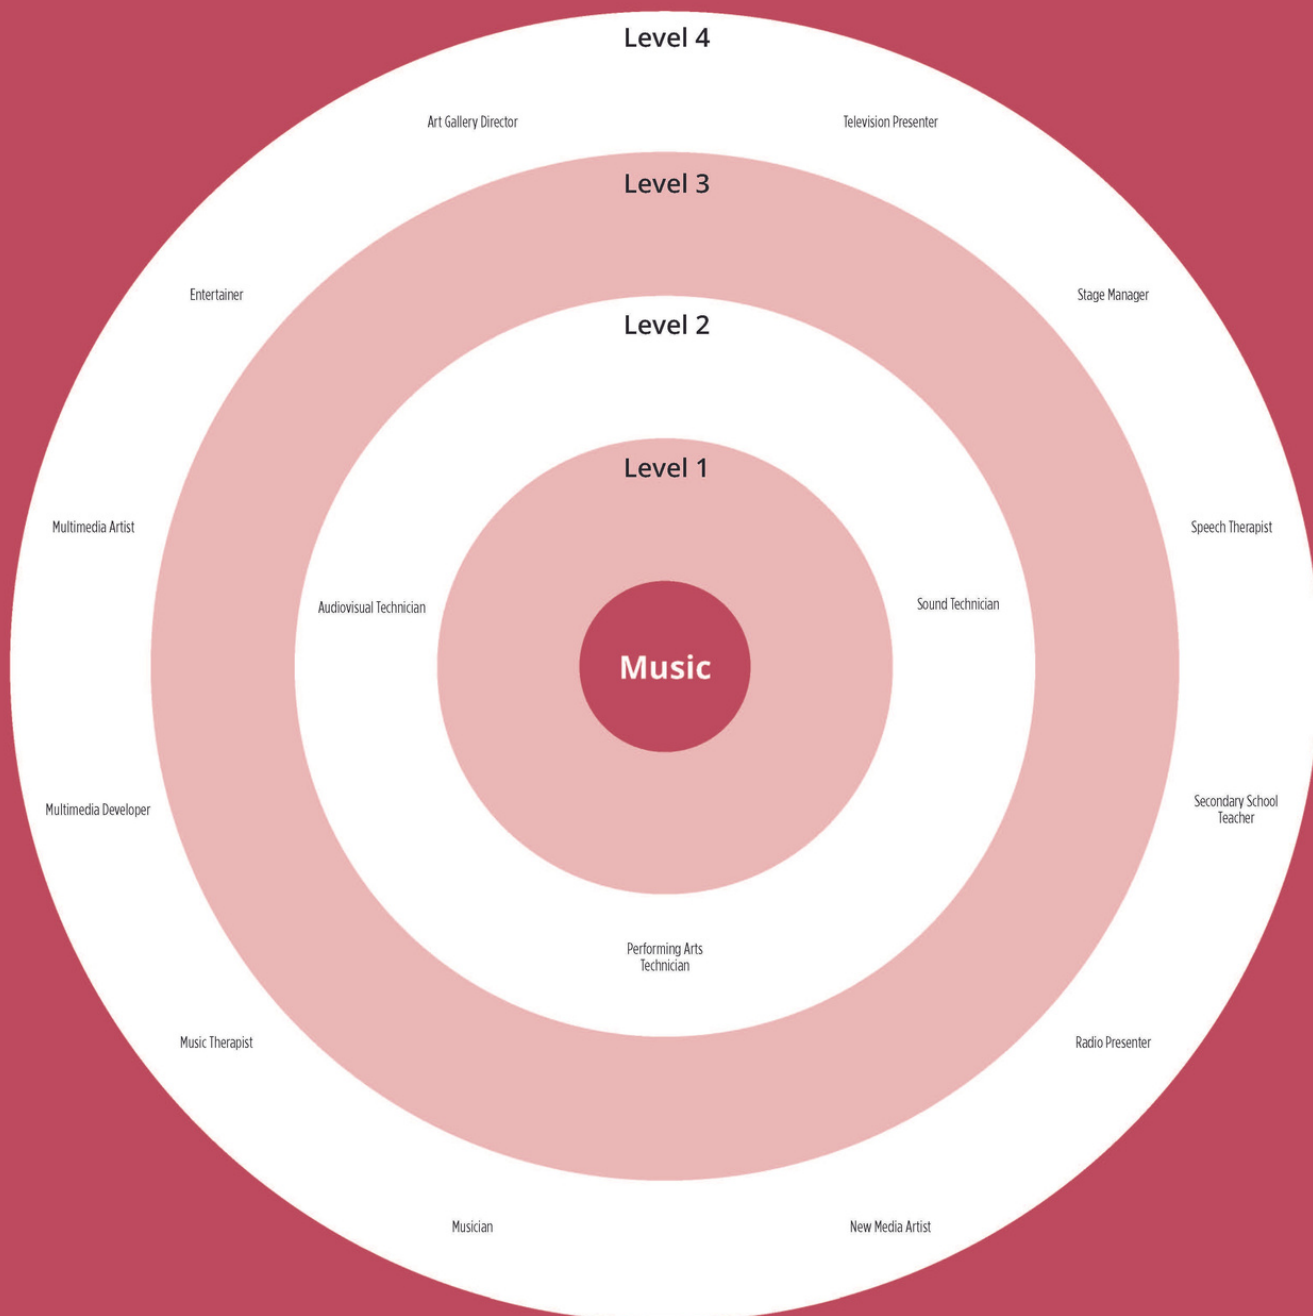 Level 4
Art Gallery Director
Television Presenter
Level 3
Entertainer
Stage Manager
Level 2
Level 1
Multimedia Artist
Speech Therapist
Audiovisual Technician
Sound Technician
Music
Multimedia Developer
Secondary School
Teacher
Performing Arts
Technician
Music Therapist
Radio Presenter
Musician
New Media Artist